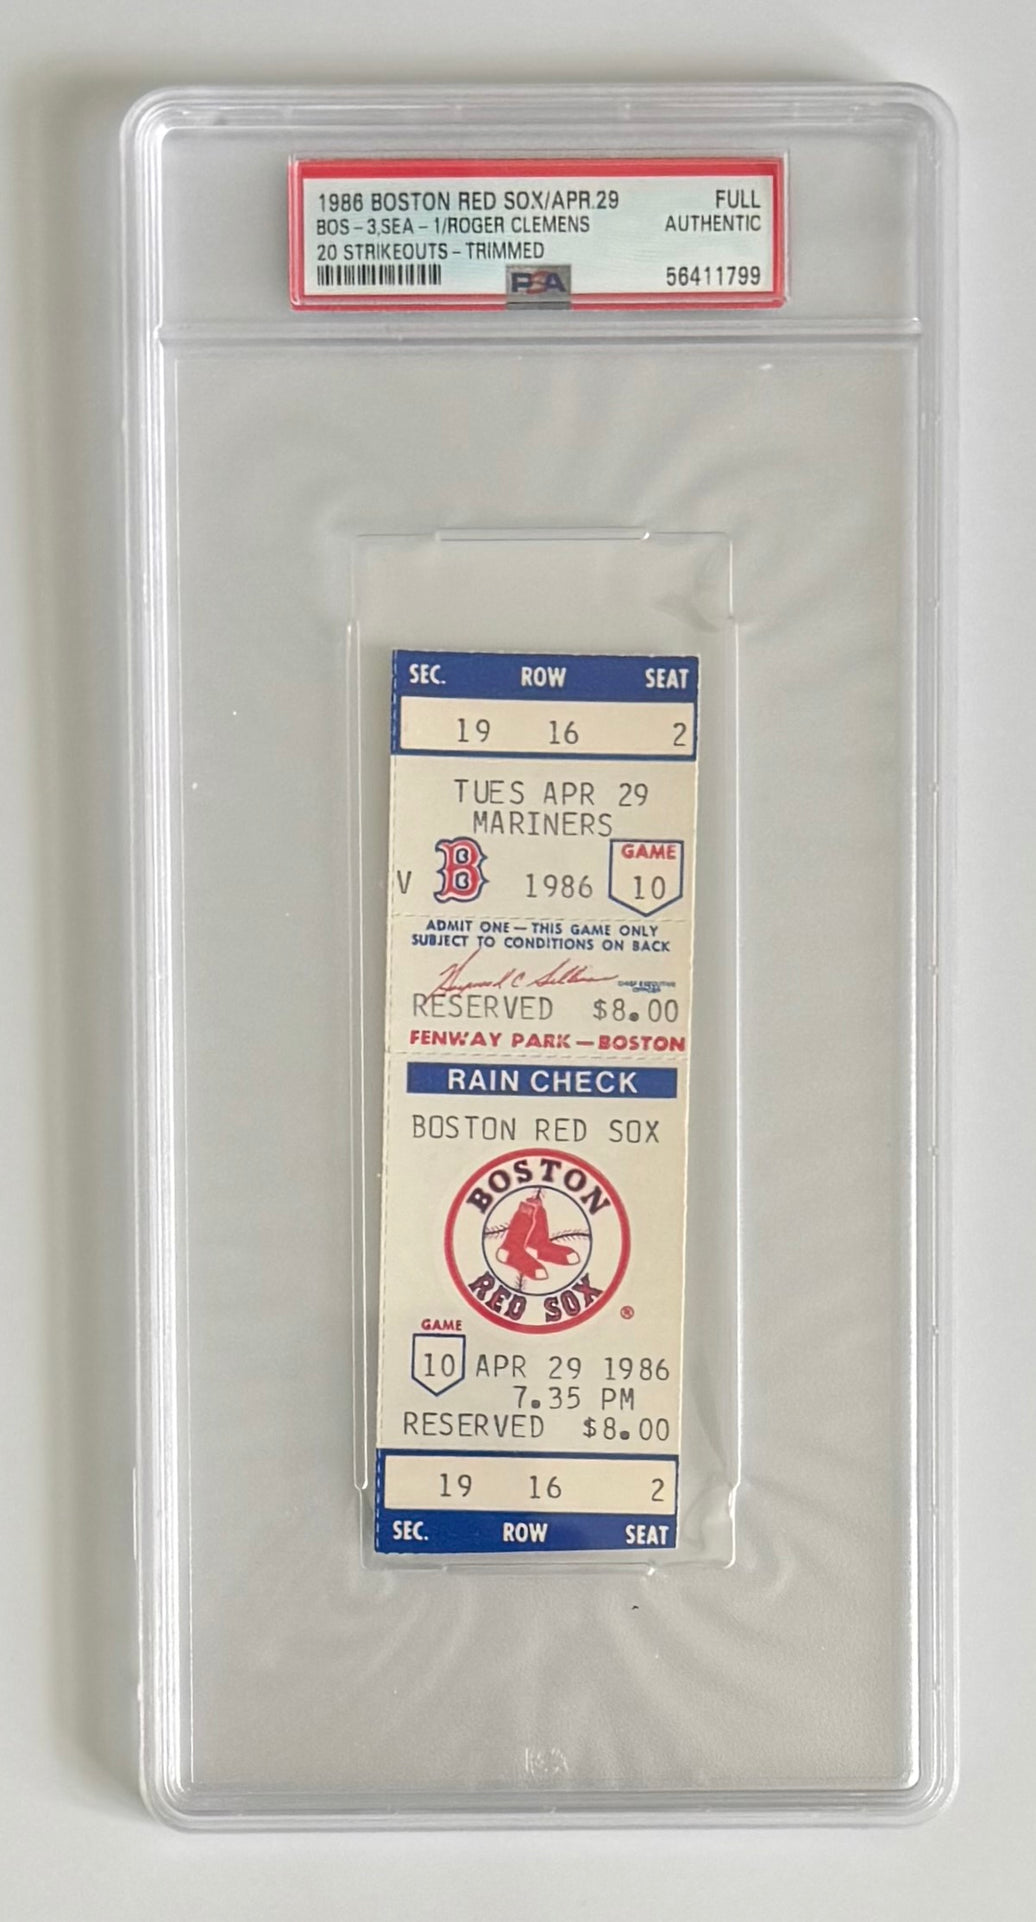 1986 BOSTON RED SOX/APR.29 FULL
BOS - 3,SEA - 1/ROGER CLEMENS AUTHENTIC
20 STRIKEOUTS - TRIMMED
PSA 56411799
SEC. ROW SEAT
19 16 2
TUES APR 29
MARINERS
GAME
V B 1986 10
ADMIT ONE — THIS GAME ONLY
SUBJECT TO CONDITIONS ON BACK
CHIEF EXECUTIVE
OFFICER
RESERVED $8.00
FENWAY PARK — BOSTON
RAIN CHECK
BOSTON RED SOX
BOSTON
RED SOX ®
GAME
10 APR 29 1986
7.35 PM
RESERVED $8.00
19 16 2
SEC. ROW SEAT